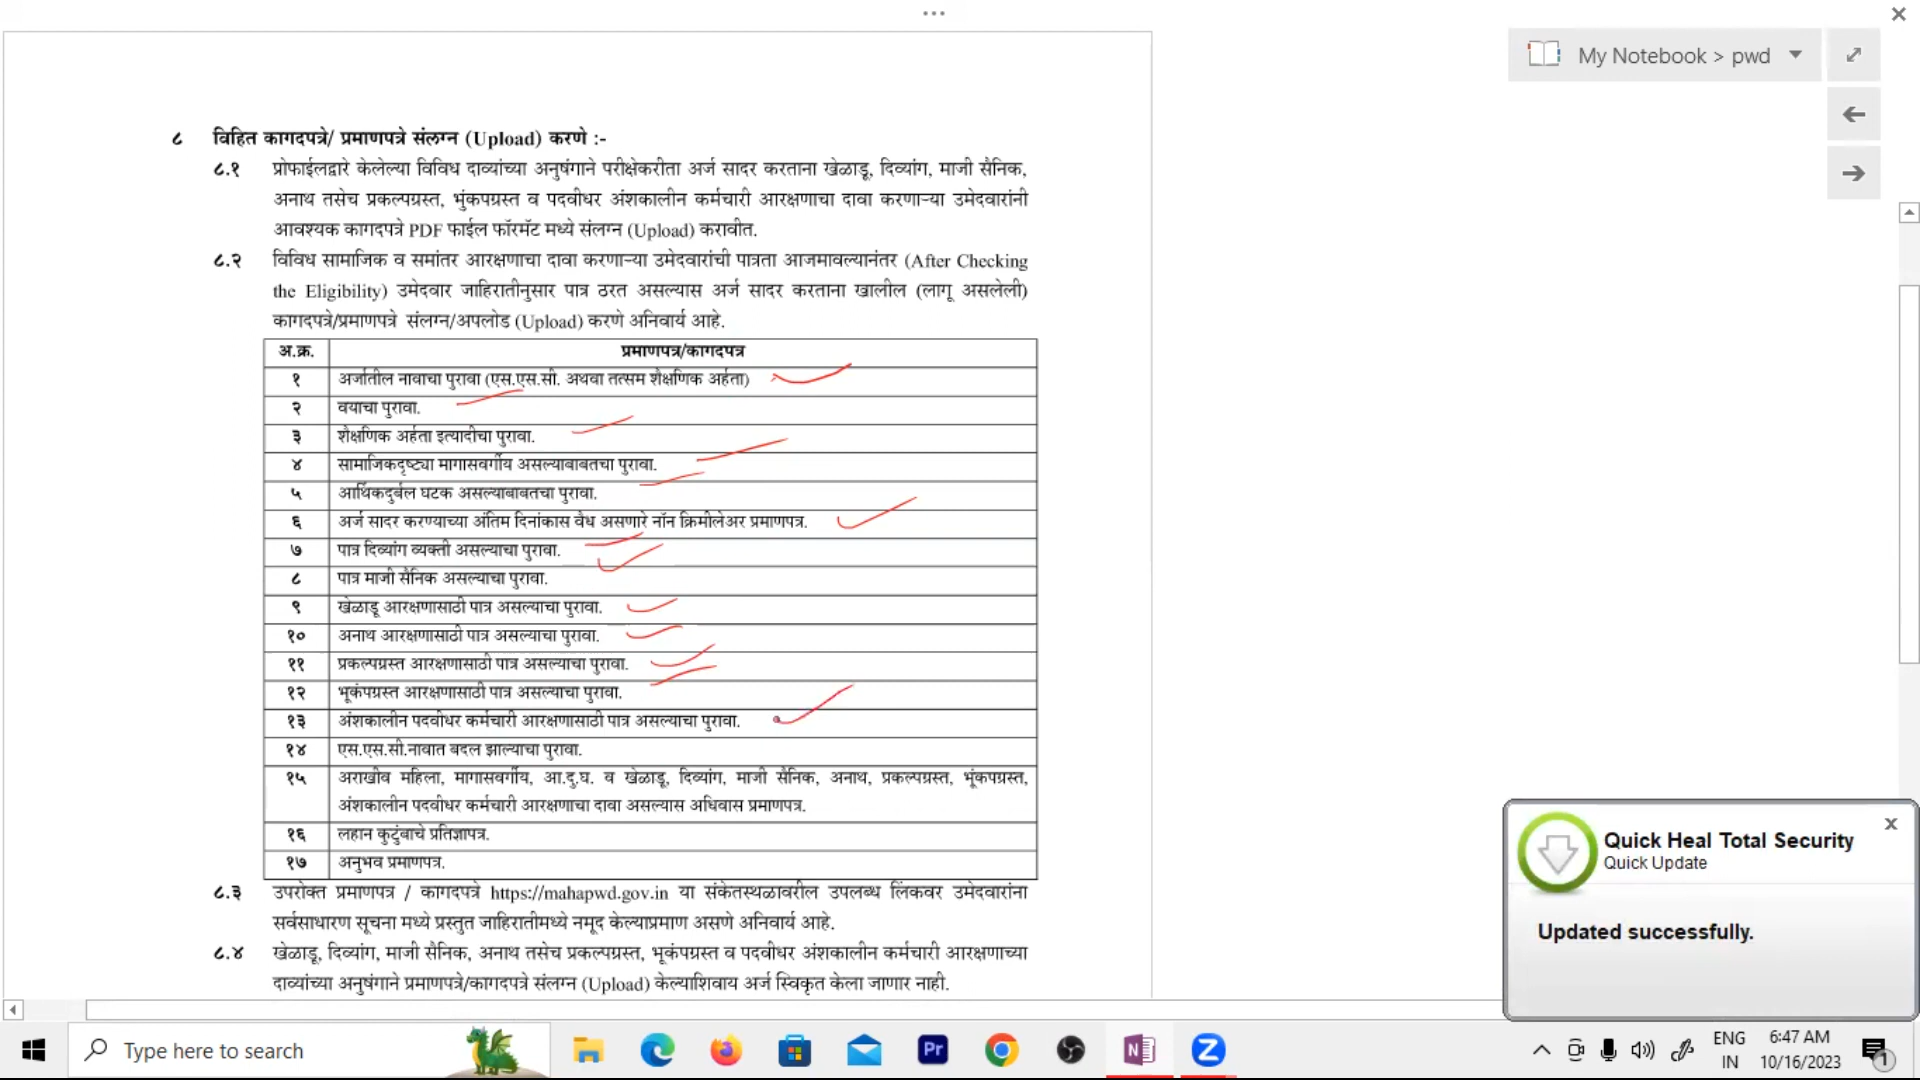 My Notebook > pwd
८ विहित कागदपत्रे/ प्रमाणपत्रे संलग्न (Upload) करणे :-
८.१ प्रोफाईलद्वारे केलेल्या विविध दाव्यांच्या अनुषंगाने परीक्षेकरीता अर्ज सादर करताना खेळाडू, दिव्यांग, माजी सैनिक,
अनाथ तसेच प्रकल्पग्रस्त, भुंकपग्रस्त व पदवीधर अंशकालीन कर्मचारी आरक्षणाचा दावा करणाऱ्या उमेदवारांनी
आवश्यक कागदपत्रे PDF फाईल फॉरमॅट मध्ये संलग्न (Upload) करावीत.
८.२ विविध सामाजिक व समांतर आरक्षणाचा दावा करणाऱ्या उमेदवारांची पात्रता आजमावल्यानंतर (After Checking
the Eligibility) उमेदवार जाहिरातीनुसार पात्र ठरत असल्यास अर्ज सादर करताना खालील (लागू असलेली)
कागदपत्रे/प्रमाणपत्रे संलग्न/अपलोड (Upload) करणे अनिवार्य आहे.
अ.क्र. प्रमाणपत्र/कागदपत्र
१ अर्जातील नावाचा पुरावा (एस.एस.सी. अथवा तत्सम शैक्षणिक अर्हता)
२ वयाचा पुरावा.
३ शैक्षणिक अर्हता इत्यादीचा पुरावा.
४ सामाजिकदृष्ट्या मागासवर्गीय असल्याबाबतचा पुरावा.
५ आर्थिकदुर्बल घटक असल्याबाबतचा पुरावा.
६ अर्ज सादर करण्याच्या अंतिम दिनांकास वैध असणारे नॉन क्रिमीलेअर प्रमाणपत्र.
७ पात्र दिव्यांग व्यक्ती असल्याचा पुरावा.
८ पात्र माजी सैनिक असल्याचा पुरावा.
९ खेळाडू आरक्षणासाठी पात्र असल्याचा पुरावा.
१० अनाथ आरक्षणासाठी पात्र असल्याचा पुरावा.
११ प्रकल्पग्रस्त आरक्षणासाठी पात्र असल्याचा पुरावा.
१२ भूकंपग्रस्त आरक्षणासाठी पात्र असल्याचा पुरावा.
१३ अंशकालीन पदवीधर कर्मचारी आरक्षणासाठी पात्र असल्याचा पुरावा.
१४ एस.एस.सी.नावात बदल झाल्याचा पुरावा.
१५ अराखीव महिला, मागासवर्गीय, आ.दु.घ. व खेळाडू, दिव्यांग, माजी सैनिक, अनाथ, प्रकल्पग्रस्त, भूंकपग्रस्त,
अंशकालीन पदवीधर कर्मचारी आरक्षणाचा दावा असल्यास अधिवास प्रमाणपत्र.
१६ लहान कुटुंबाचे प्रतिज्ञापत्र.
१७ अनुभव प्रमाणपत्र.
८.३ उपरोक्त प्रमाणपत्र / कागदपत्रे https://mahapwd.gov.in या संकेतस्थळावरील उपलब्ध लिंकवर उमेदवारांना
सर्वसाधारण सूचना मध्ये प्रस्तुत जाहिरातीमध्ये नमूद केल्याप्रमाण असणे अनिवार्य आहे.
८.४ खेळाडू, दिव्यांग, माजी सैनिक, अनाथ तसेच प्रकल्पग्रस्त, भूकंपग्रस्त व पदवीधर अंशकालीन कर्मचारी आरक्षणाच्या
दाव्यांच्या अनुषंगाने प्रमाणपत्रे/कागदपत्रे संलग्न (Upload) केल्याशिवाय अर्ज स्विकृत केला जाणार नाही.
Quick Heal Total Security
Quick Update
Updated successfully.
Type here to search
Pr
N
Z
ENG
IN
6:47 AM
10/16/2023
1